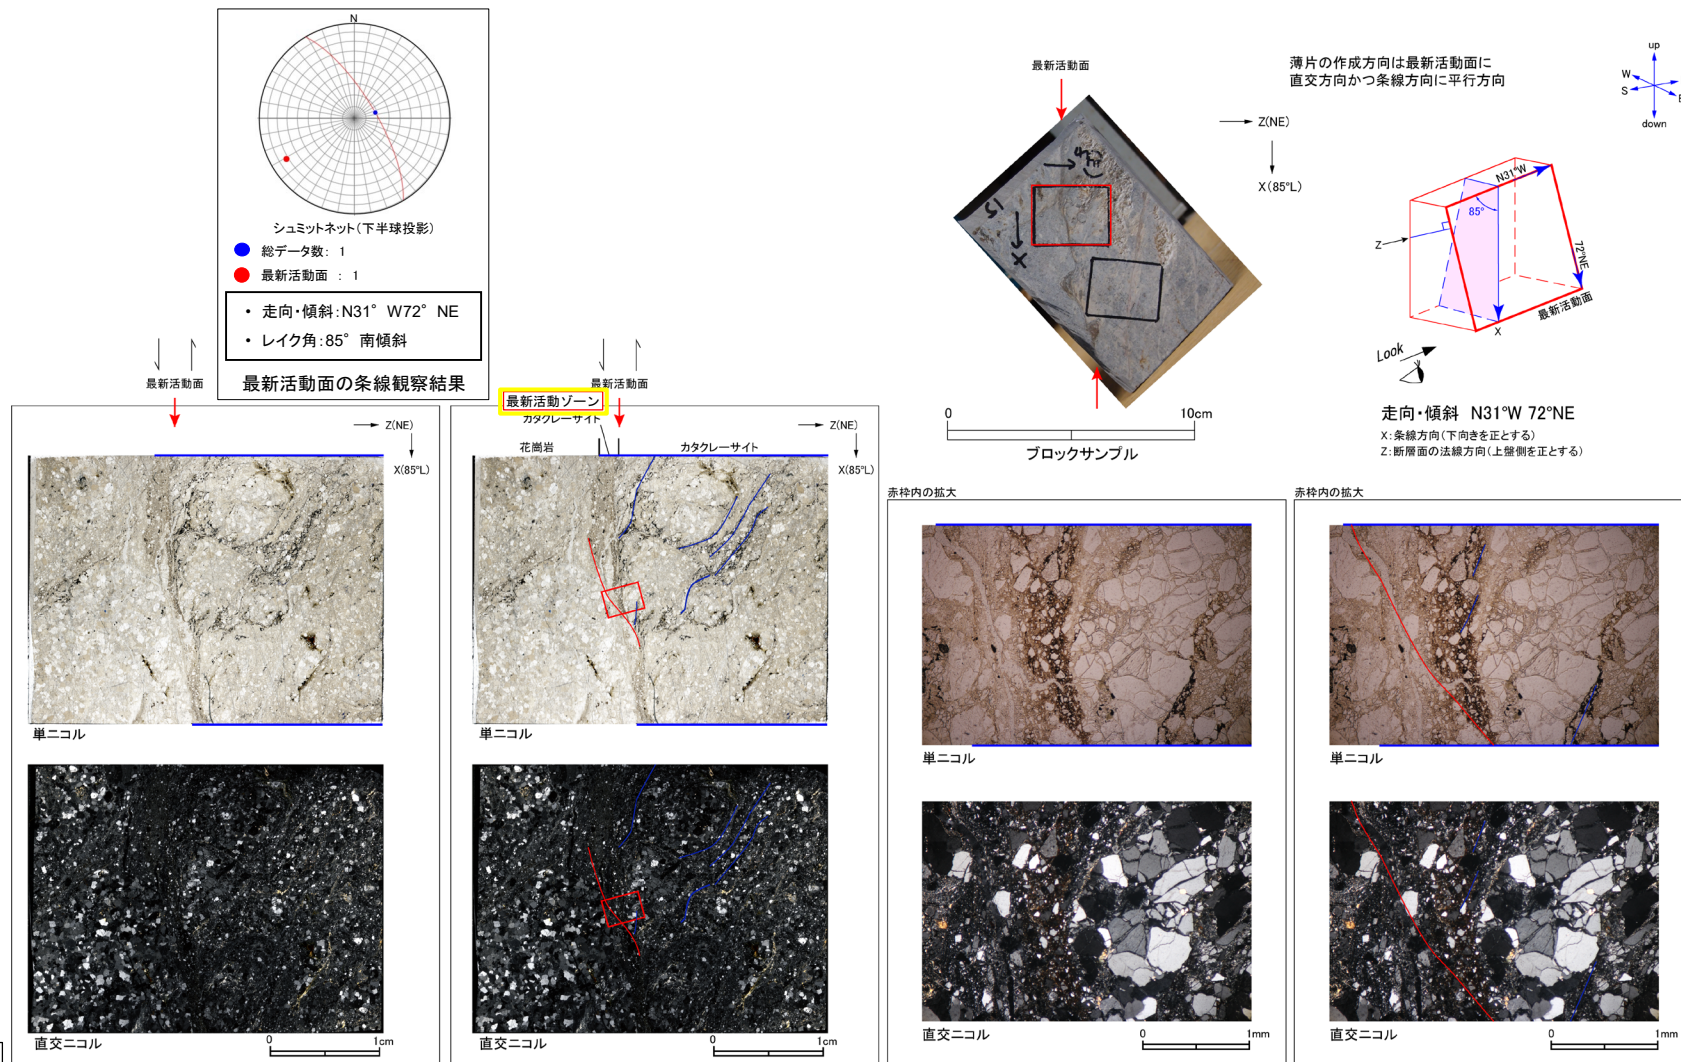 N
シュミットネット(下半球投影)
総データ数: 1
最新活動面 : 1
・ 走向・傾斜:N31° W72° NE
・ レイク角:85° 南傾斜
最新活動面の条線観察結果
最新活動面
Z(NE)
X(85°L)
単ニコル
直交ニコル
0 1cm
最新活動面
最新活動ゾーン
カタクレーサイト
花崗岩
カタクレーサイト
Z(NE)
X(85°L)
単ニコル
直交ニコル
0 1cm
最新活動面
Z(NE)
X(85°L)
X
0 10cm
ブロックサンプル
薄片の作成方向は最新活動面に
直交方向かつ条線方向に平行方向
up
W
S
E
down
N31°W
85°
Z
72°NE
最新活動面
X
Look
走向・傾斜 N31°W 72°NE
X:条線方向(下向きを正とする)
Z:断層面の法線方向(上盤側を正とする)
赤枠内の拡大
単ニコル
直交ニコル
0 1mm
赤枠内の拡大
単ニコル
直交ニコル
0 1mm